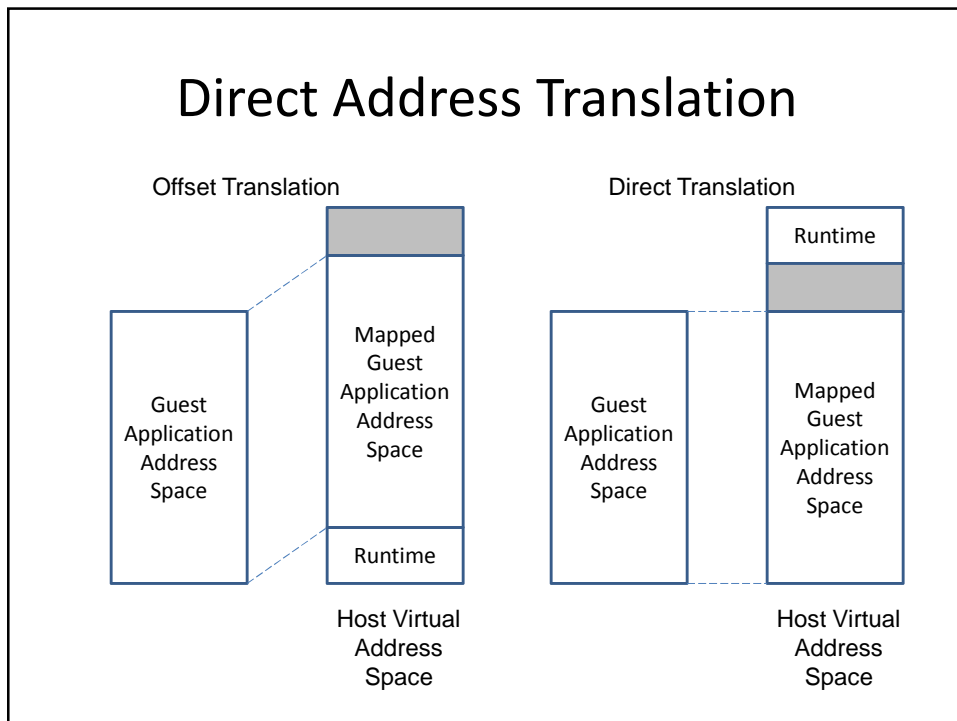 Direct Address Translation
Offset Translation
Guest
Application
Address
Space
Mapped
Guest
Application
Address
Space
Runtime
Host Virtual
Address
Space
Direct Translation
Guest
Application
Address
Space
Runtime
Mapped
Guest
Application
Address
Space
Host Virtual
Address
Space